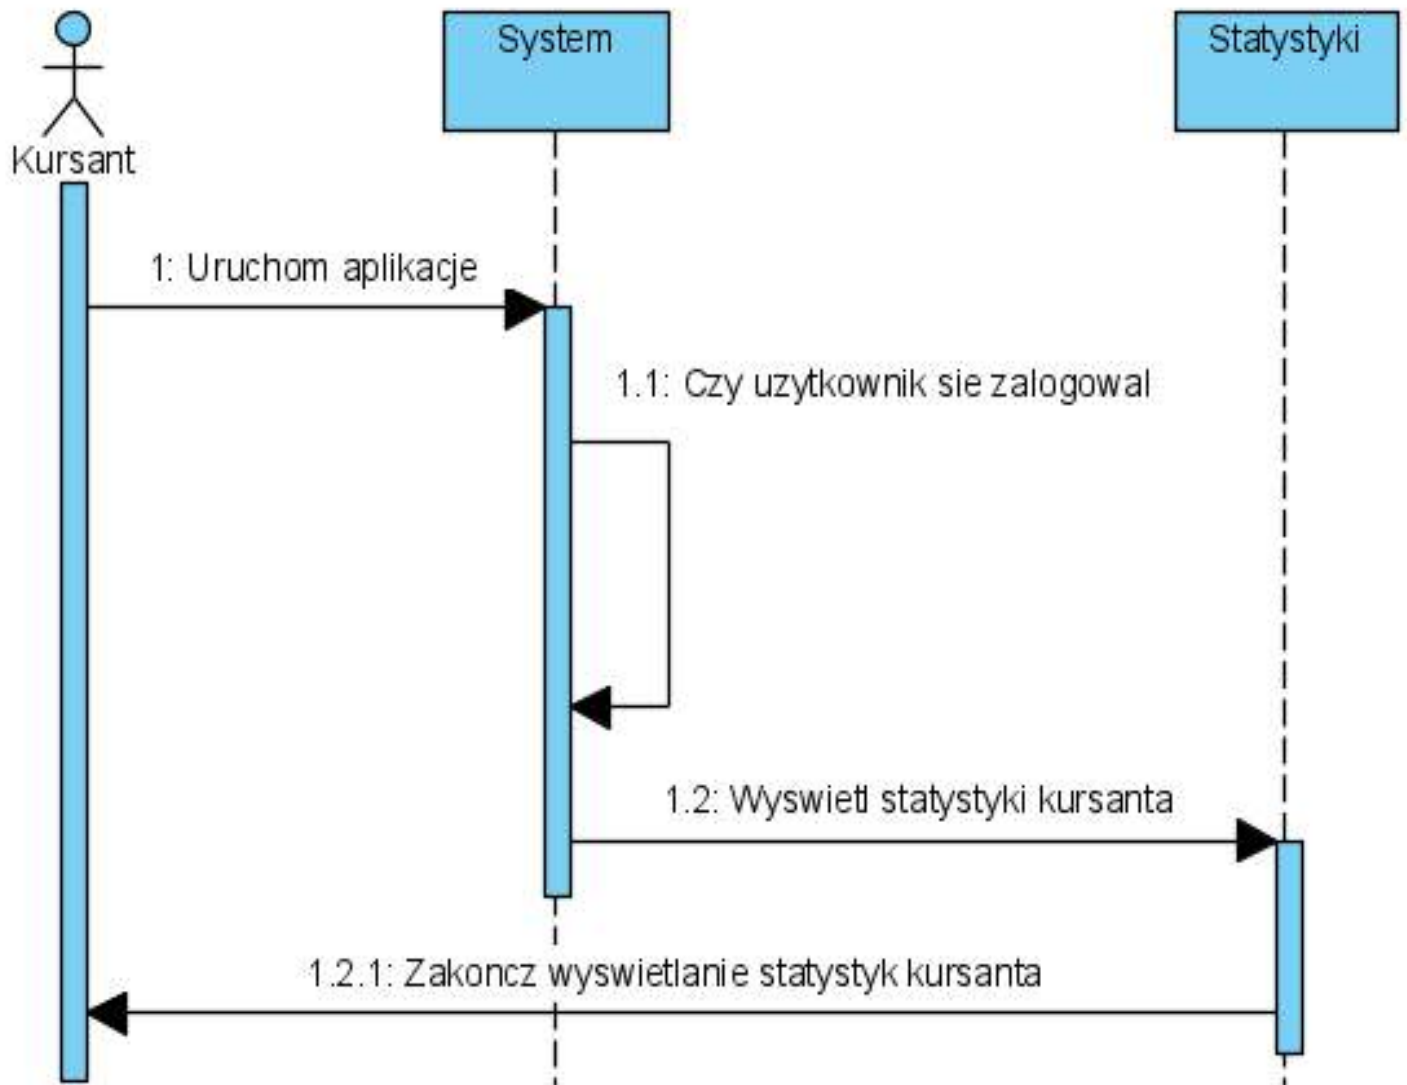 System
Statystyki
Kursant
1: Uruchom aplikacje
1.1: Czy uzytkownik sie zalogowal
1.2: Wyswietl statystyki kursanta
1.2.1: Zakoncz wyswietlanie statystyk kursanta